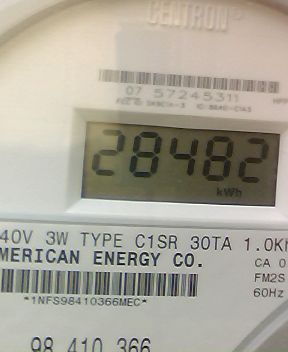 CENTRON®
07 57245311
28482
kWh
40V 3W TYPE C1SR 30TA 1.0K
MERICAN ENERGY CO.
CA 0
FM2S
60Hz
*1NFS98410366MEC*
98 410 366